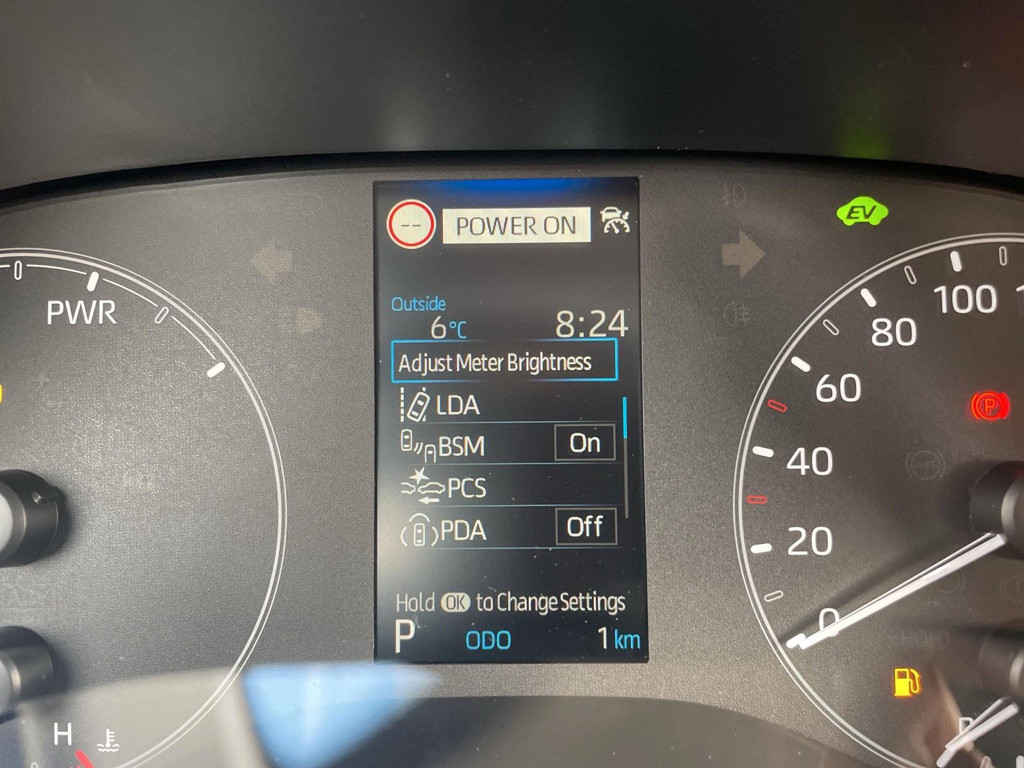 -- POWER ON
EV
Outside
6°C 8:24
Adjust Meter Brightness
LDA
BSM On
PCS
PDA Off
Hold OK to Change Settings
P ODO 1 km
PWR
H
100
80
60
40
20
0
P